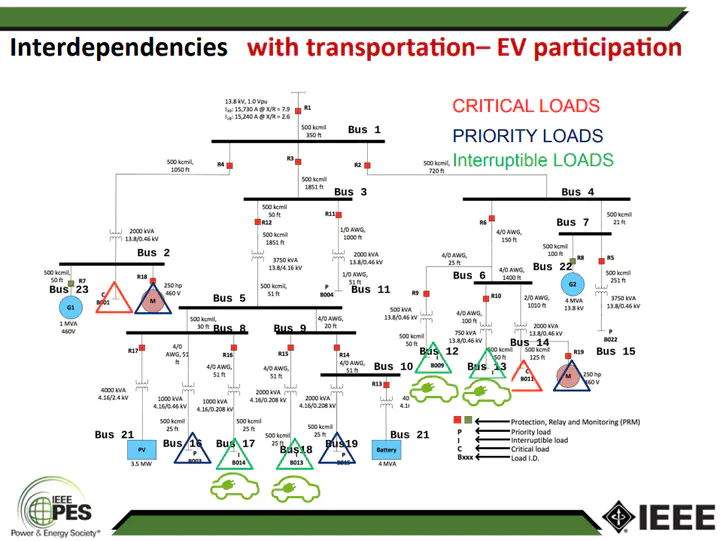 Interdependencies with transportation– EV participation
13.8 kV, 1.0 Vpu
I3Ø: 15,730 A @ X/R = 7.9
I1Ø: 15,240 A @ X/R = 2.6
R1
CRITICAL LOADS
PRIORITY LOADS
Interruptible LOADS
500 kcmil
350 ft
Bus 1
R4
R3
R2
500 kcmil,
1050 ft
500 kcmil
1851 ft
500 kcmil,
720 ft
Bus 3
Bus 4
500 kcmil
50 ft
R12
R11
500 kcmil
1851 ft
1/0 AWG,
1000 ft
R6
4/0 AWG,
150 ft
Bus 7
500 kcmil
21 ft
2000 kVA
13.8/0.46 kV
Bus 2
3750 kVA
13.8/4.16 kV
2000 kVA
13.8/0.46 kV
4/0 AWG,
25 ft
500 kcmil
100 ft
R8
R5
500 kcmil,
50 ft
R7
Bus 23
R18
250 hp
460 V
C
B001
M
G1
1 MVA
460V
500 kcmil,
51 ft
1/0 AWG,
51 ft
P
B004
Bus 11
Bus 6
4/0 AWG,
1400 ft
Bus 22
G2
4 MVA
13.8 kV
500 kcmil
251 ft
3750 kVA
13.8/0.46 kV
P
B022
Bus 15
Bus 5
R9
R10
2/0 AWG,
1010 ft
500 kVA
13.8/0.46 kV
4/0 AWG,
100 ft
750 kVA
13.8/0.46 kV
2000 kVA
13.8/0.46 kV
500 kcmil,
30 ft
Bus 8
Bus 9
4/0 AWG,
20 ft
500 kcmil
50 ft
Bus 12
I
B009
Bus 13
I
Bus 14
500 kcmil
125 ft
C
B011
R19
M
250 hp
460 V
R17
4/0
AWG, 51
ft
R16
R15
R14
4/0 AWG,
51 ft
4/0 AWG, 51
ft
4/0 AWG,
51 ft
Bus 10
R13
4000 kVA
4.16/2.4 kV
1000 kVA
4.16/0.46 kV
1000 kVA
4.16/0.208 kV
2000 kVA
4.16/0.208 kV
2000 kVA
4.16/0.208 kV
500 kcmil
25 ft
500 kcmil
25 ft
500 kcmil
25 ft
500 kcmil
25 ft
Bus 21
Bus 16
Bus 17
Bus18
Bus19
Bus 21
PV
3.5 MW
P
I
B014
I
B013
P
Battery
4 MVA
Protection, Relay and Monitoring (PRM)
P Priority load
I Interruptible load
C Critical load
Bxxx Load I.D.
IEEE
PES
Power & Energy Society®
IEEE